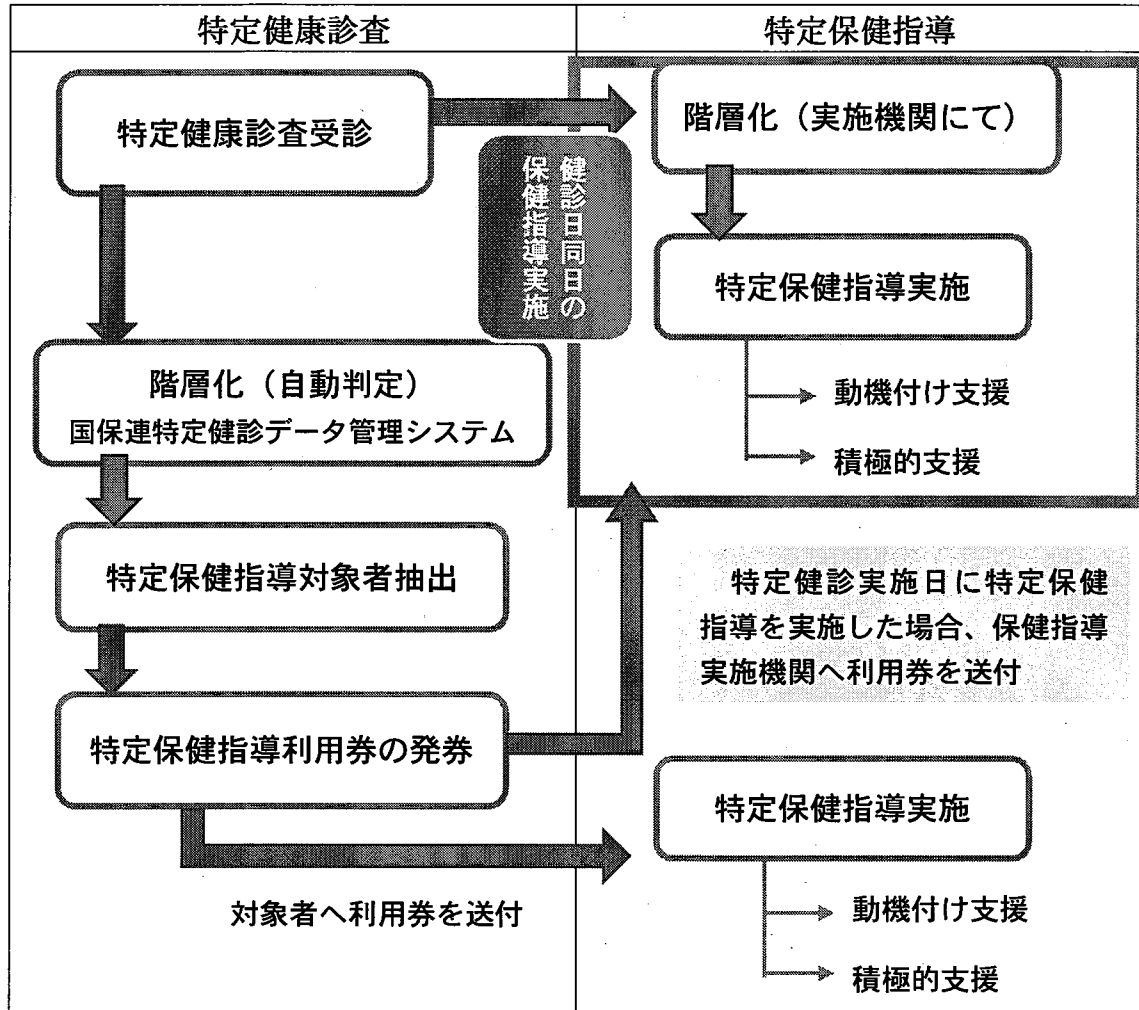 特定健康診査
特定保健指導
特定健康診査受診
階層化(実施機関にて)
健診日同日の
保健指導実施
特定保健指導実施
動機付け支援
積極的支援
階層化(自動判定)
国保連特定健診データ管理システム
特定保健指導対象者抽出
特定健診実施日に特定保健
指導を実施した場合、保健指導
実施機関へ利用券を送付
特定保健指導利用券の発券
特定保健指導実施
対象者へ利用券を送付
動機付け支援
積極的支援